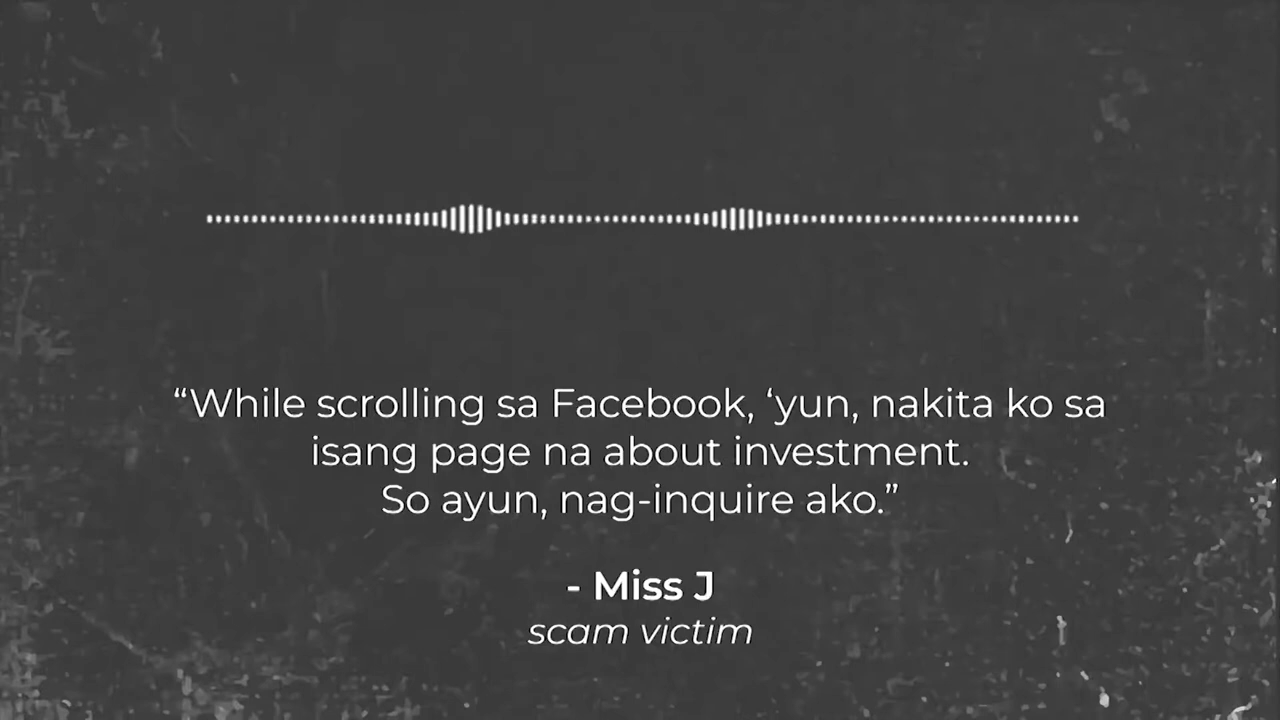 “While scrolling sa Facebook, ‘yun, nakita ko sa
isang page na about investment.
So ayun, nag-inquire ako.”
- Miss J
scam victim